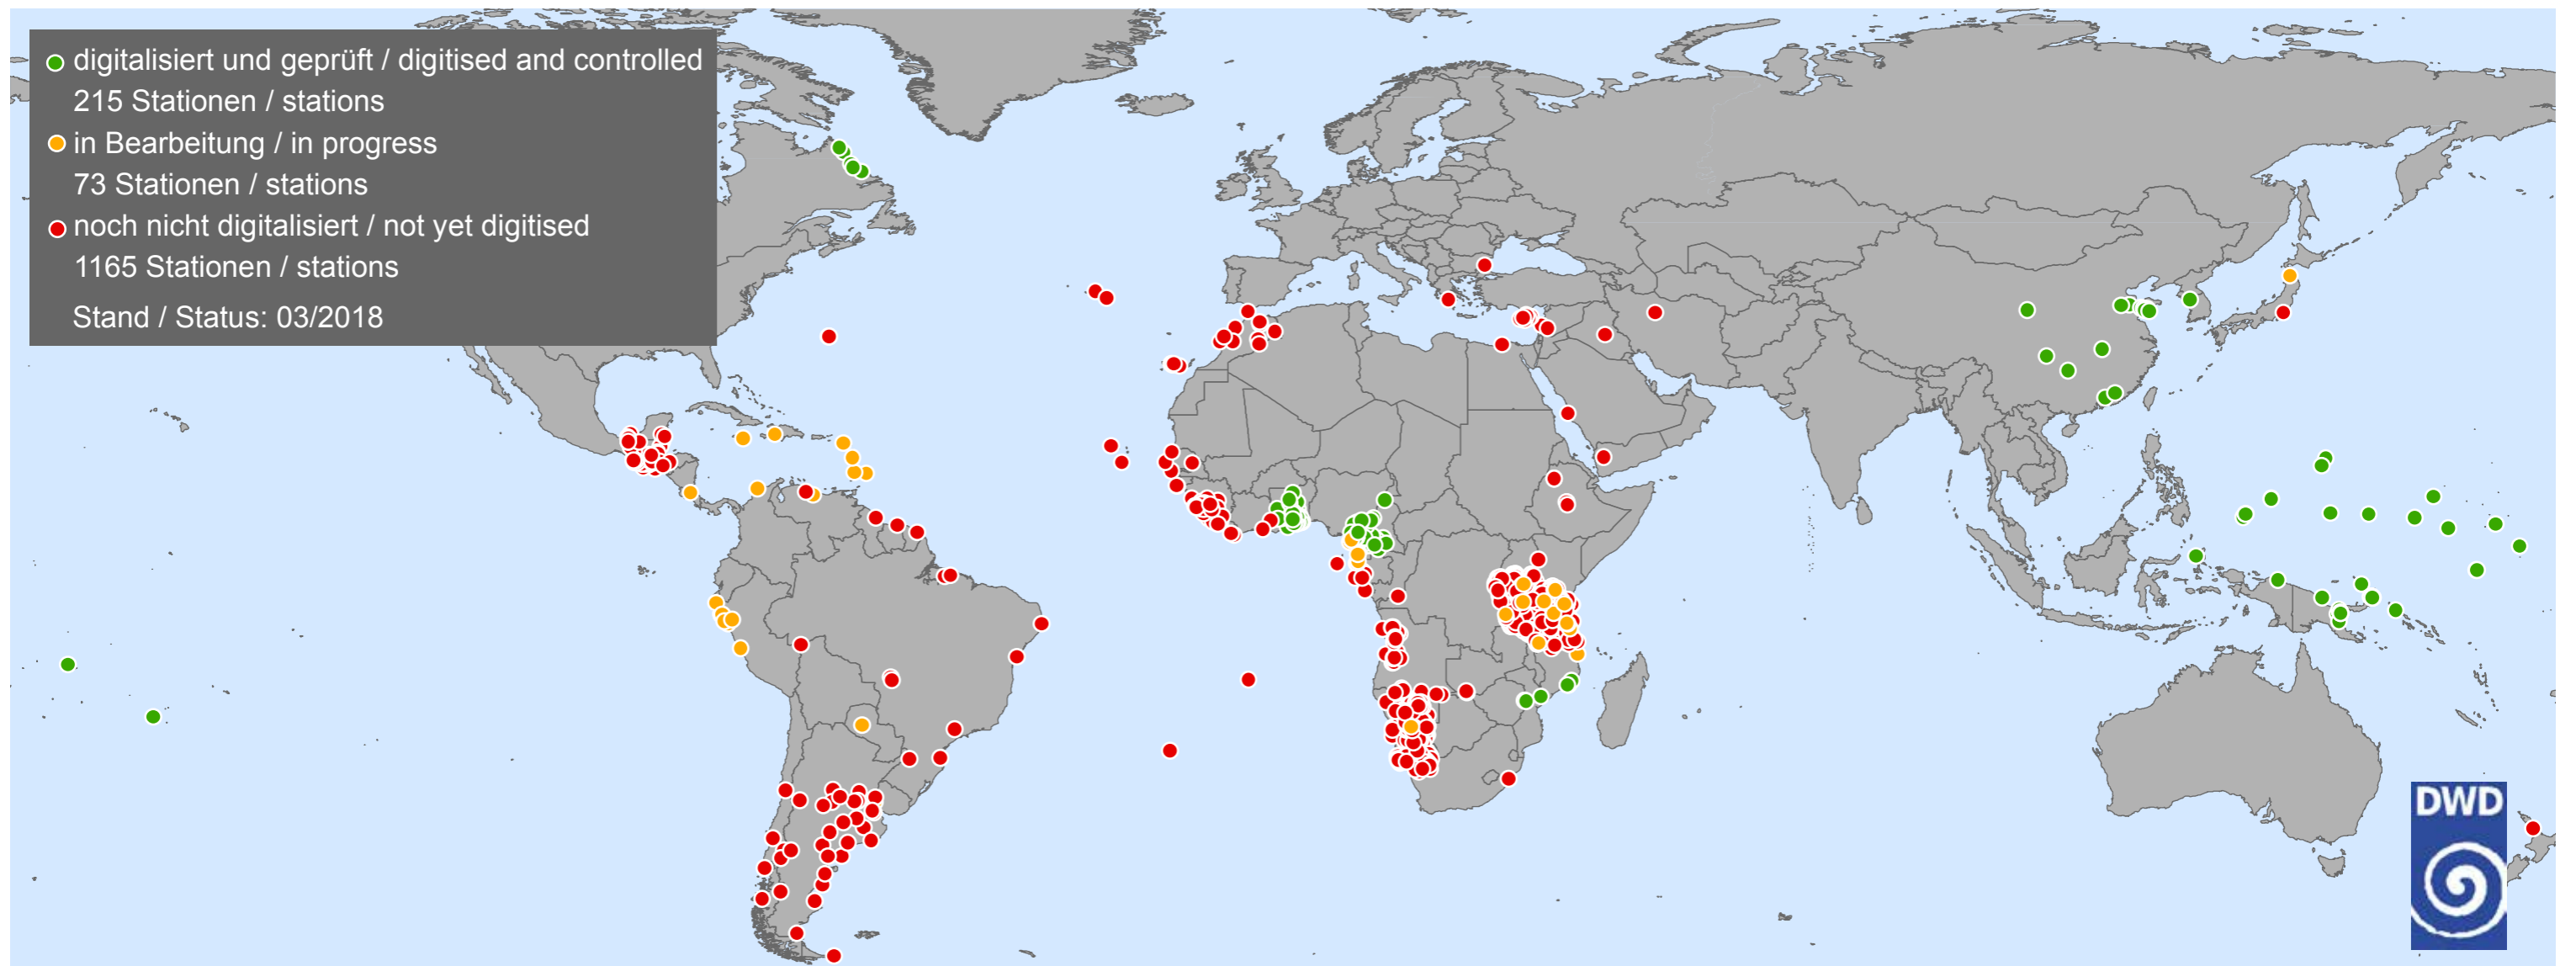 digitalisiert und geprüft / digitised and controlled
215 Stationen / stations
in Bearbeitung / in progress
73 Stationen / stations
noch nicht digitalisiert / not yet digitised
1165 Stationen / stations
Stand / Status: 03/2018
DWD